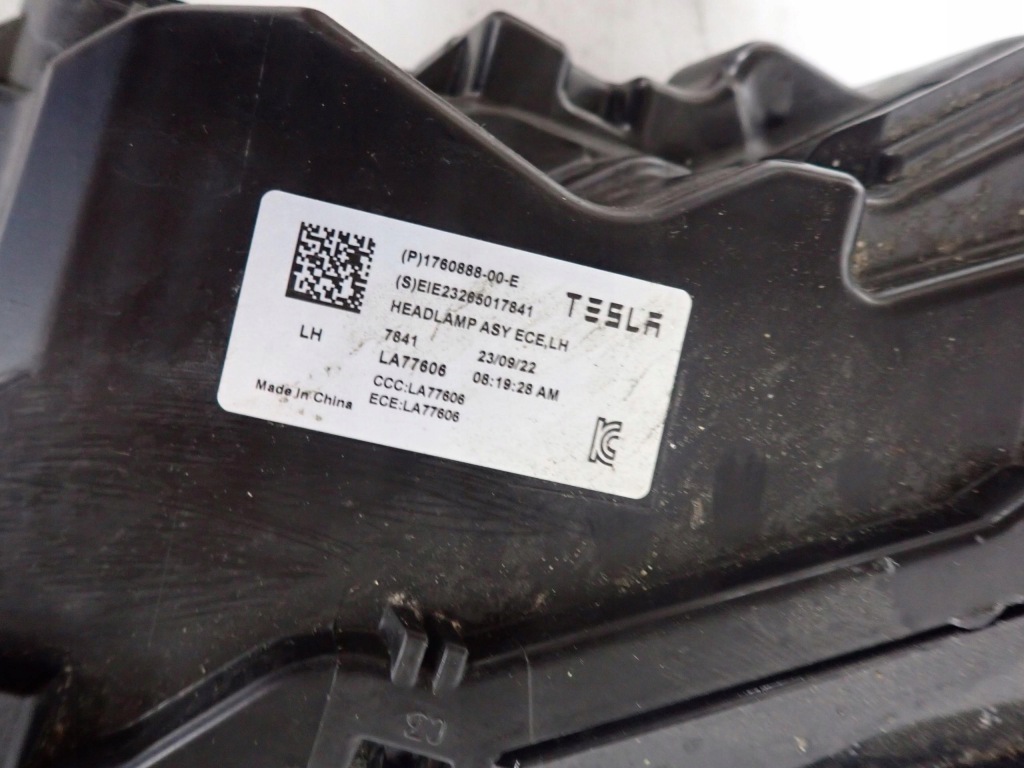 (P)1760888-00-E
(S)EIE23265017841
TESLA
HEADLAMP ASY ECE,LH
LH
7841 23/09/22
LA77606 08:19:28 AM
CCC:LA77606
Made in China ECE:LA77606
KC